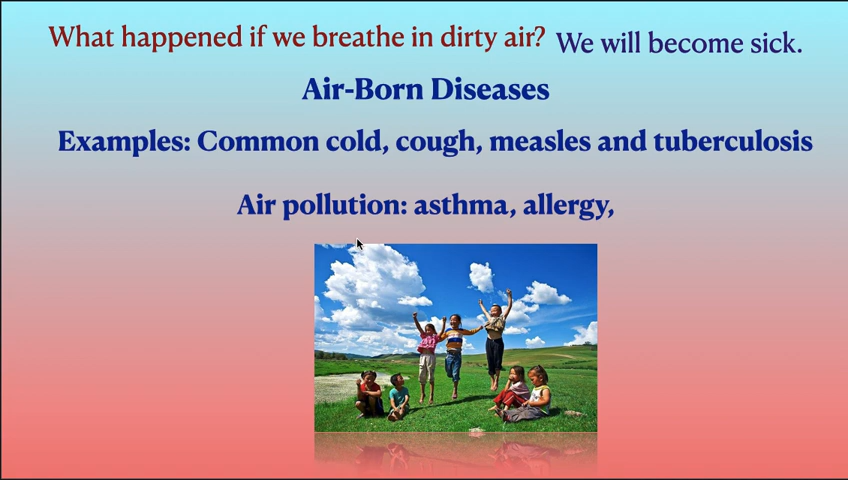 What happened if we breathe in dirty air? We will become sick.
Air-Born Diseases
Examples: Common cold, cough, measles and tuberculosis
Air pollution: asthma, allergy,